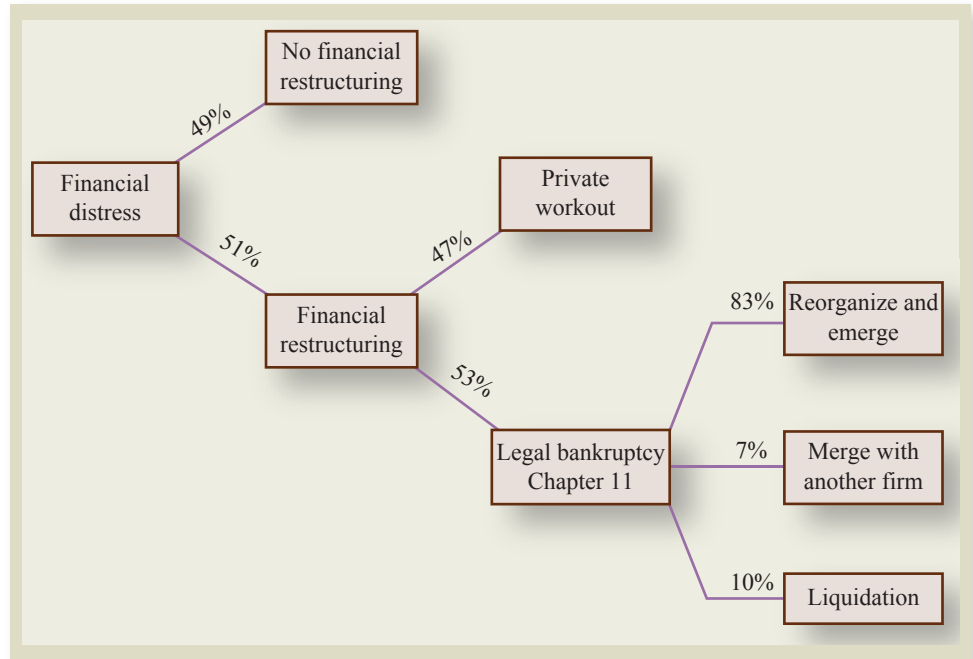 No financial
restructuring
49%
Financial
distress
Private
workout
51%
47%
Financial
restructuring
83%
Reorganize and
emerge
53%
Legal bankruptcy
Chapter 11
7%
Merge with
another firm
10%
Liquidation